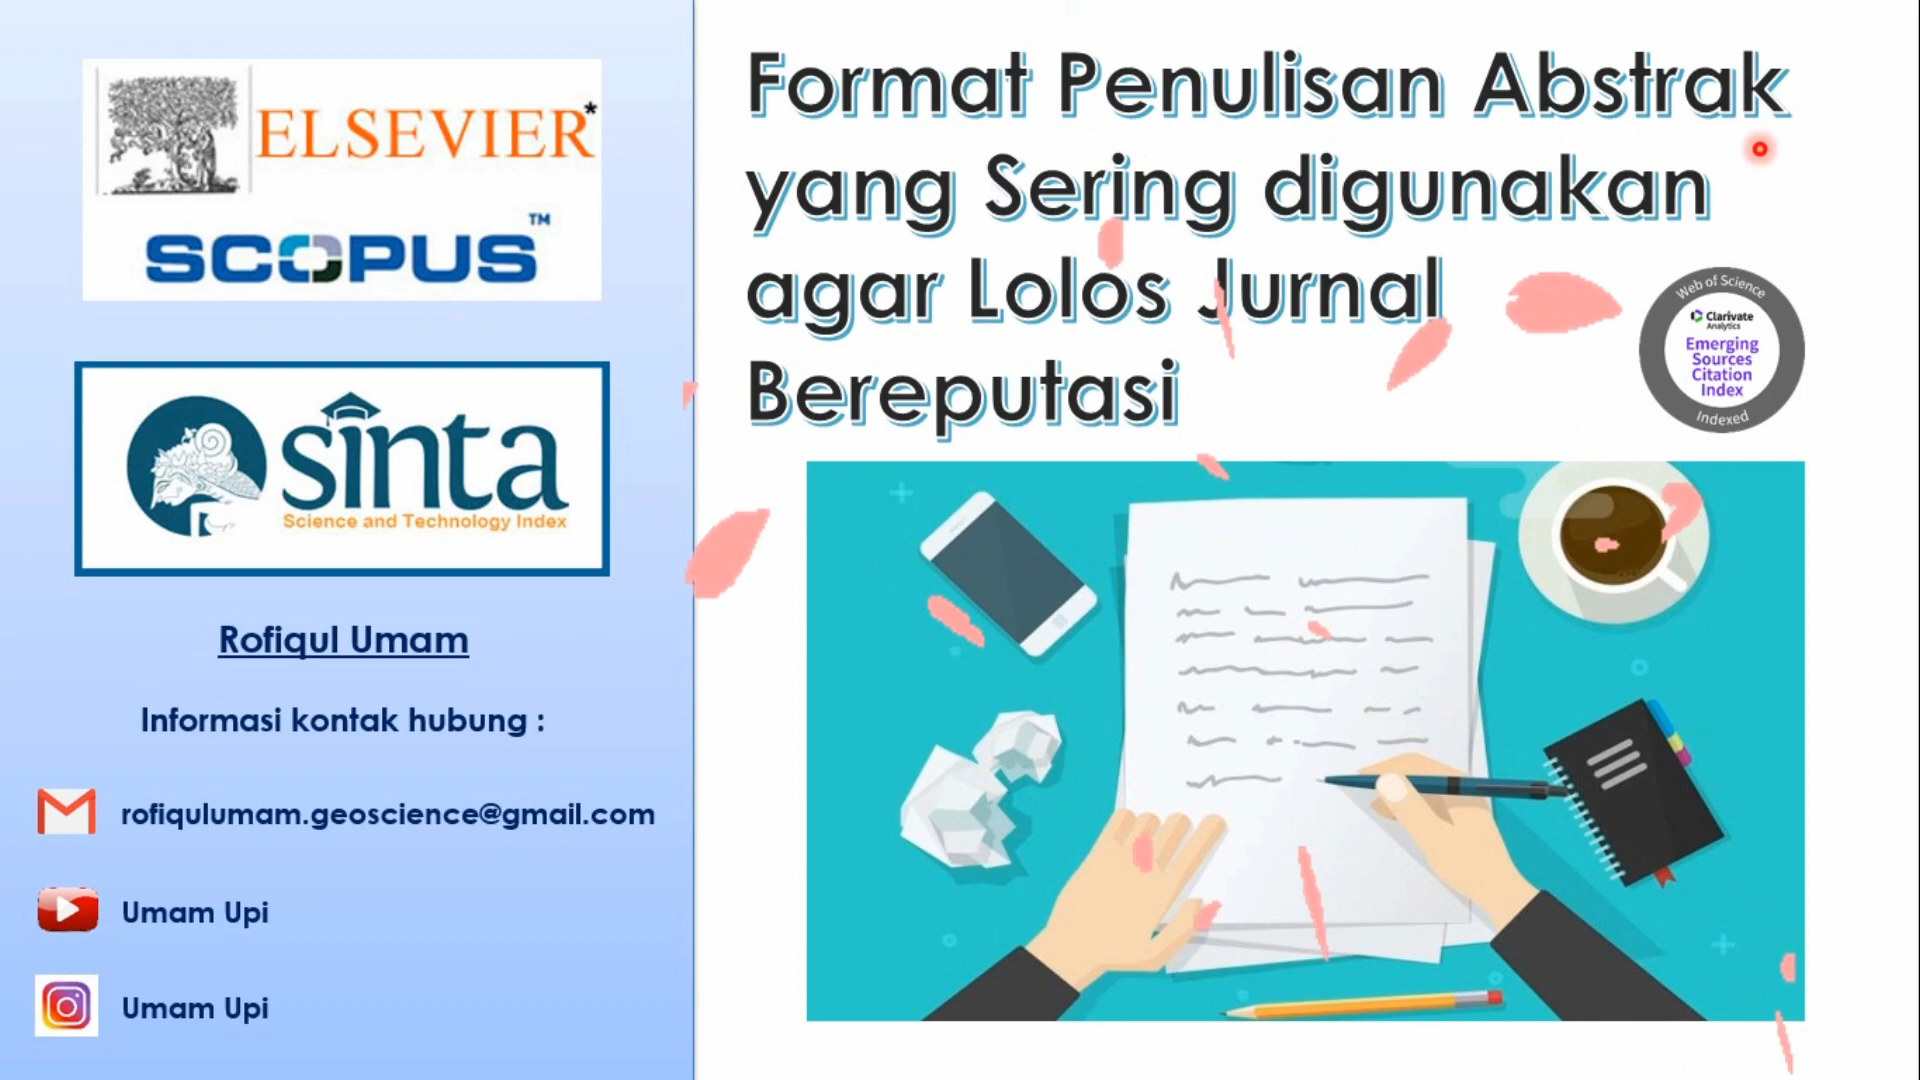 ELSEVIER*
SCOPUS™
sinta
Science and Technology Index
Rofiqul Umam
Informasi kontak hubung :
rofiqulumam.geoscience@gmail.com
Umam Upi
Umam Upi
Format Penulisan Abstrak
yang Sering digunakan
agar Lolos Jurnal
Bereputasi
Web of Science
Clarivate
Analytics
Emerging
Sources
Citation
Index
Indexed